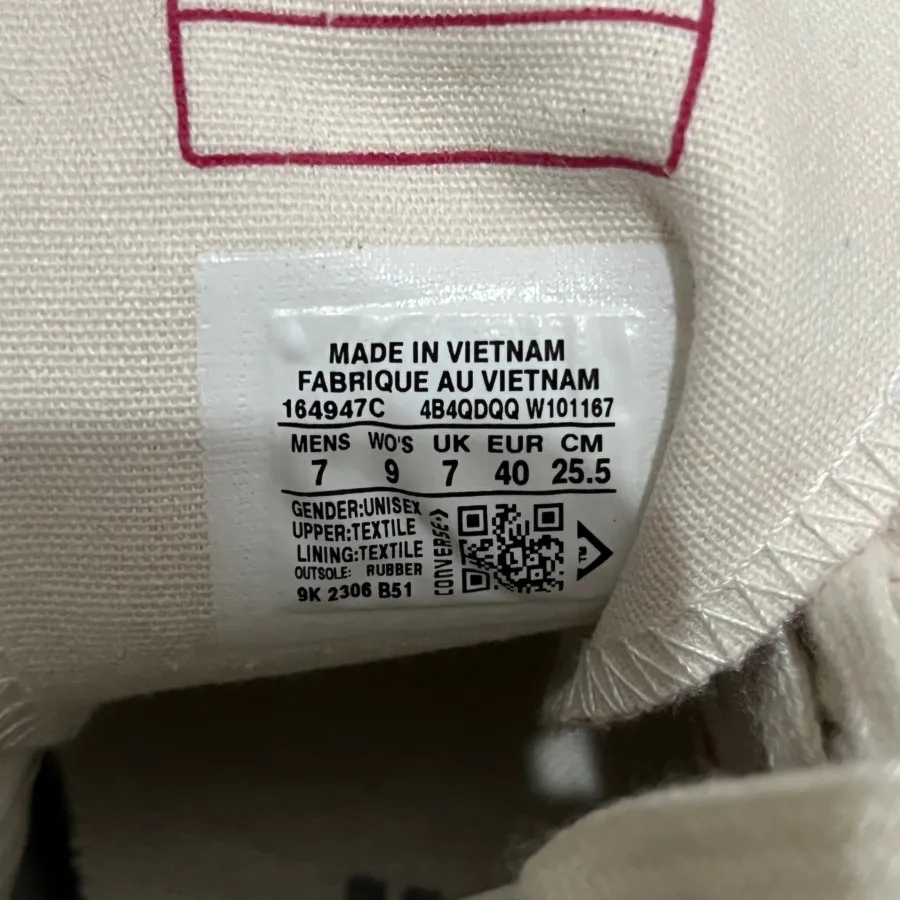 MADE IN VIETNAM
FABRIQUE AU VIETNAM
164947C 4B4QDQQ W101167
MENS WO'S UK EUR CM
7 9 7 40 25.5
GENDER:UNISEX
UPPER:TEXTILE
LINING:TEXTILE
OUTSOLE: RUBBER
9K 2306 B51
CONVERSE
TM